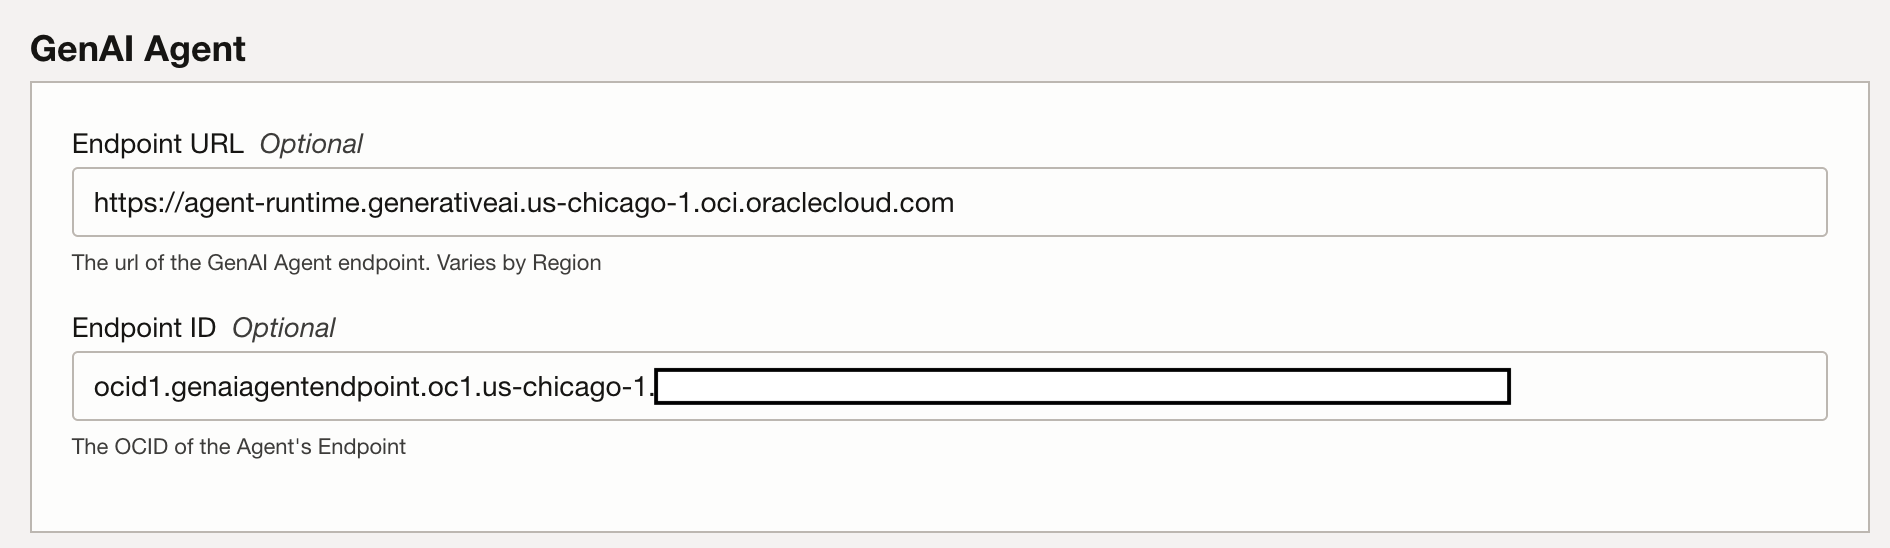 GenAI Agent
Endpoint URL Optional
https://agent-runtime.generativeai.us-chicago-1.oci.oraclecloud.com
The url of the GenAI Agent endpoint. Varies by Region
Endpoint ID Optional
ocid1.genaiagentendpoint.oc1.us-chicago-1.
The OCID of the Agent's Endpoint